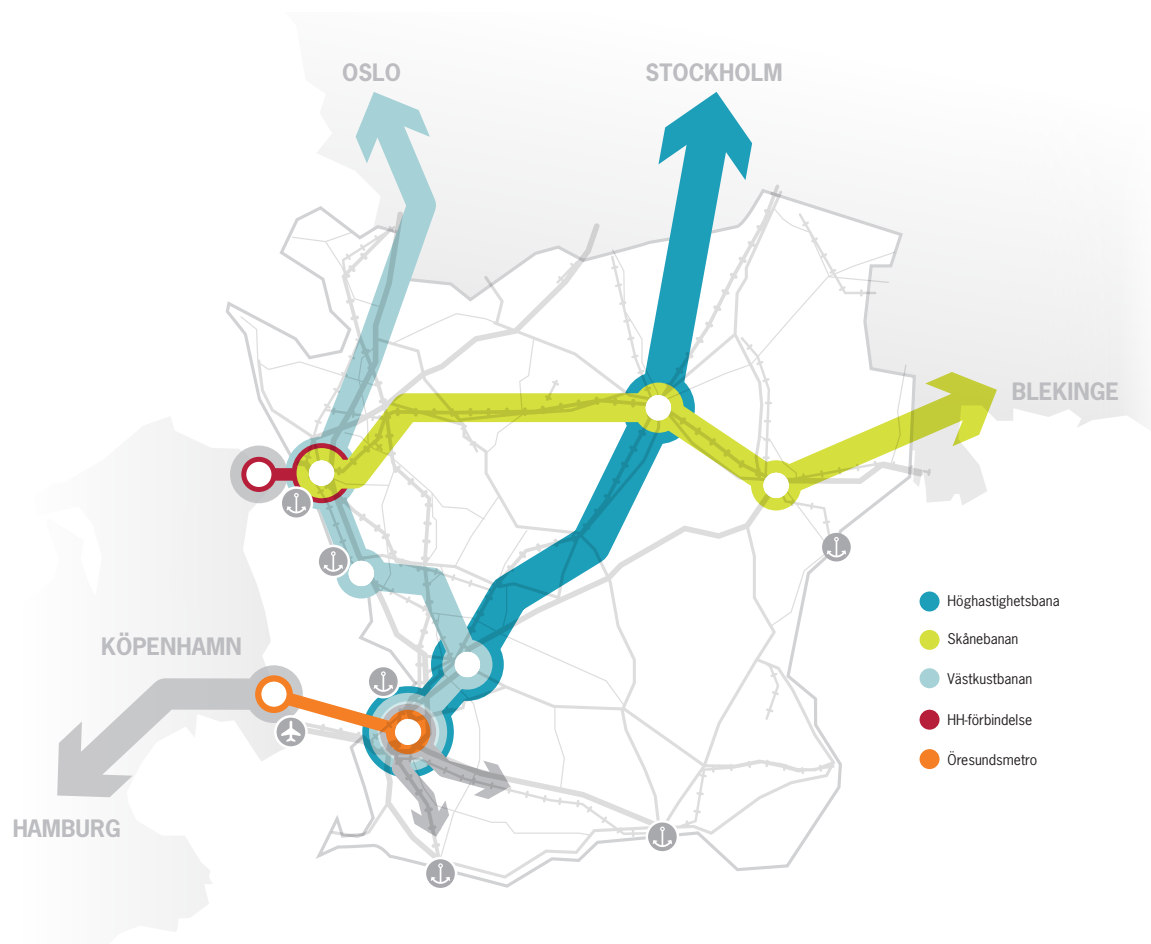 OSLO
STOCKHOLM
BLEKINGE
KÖPENHAMN
HAMBURG
Höghastighetsbana
Skånebanan
Västkustbanan
HH-förbindelse
Öresundsmetro